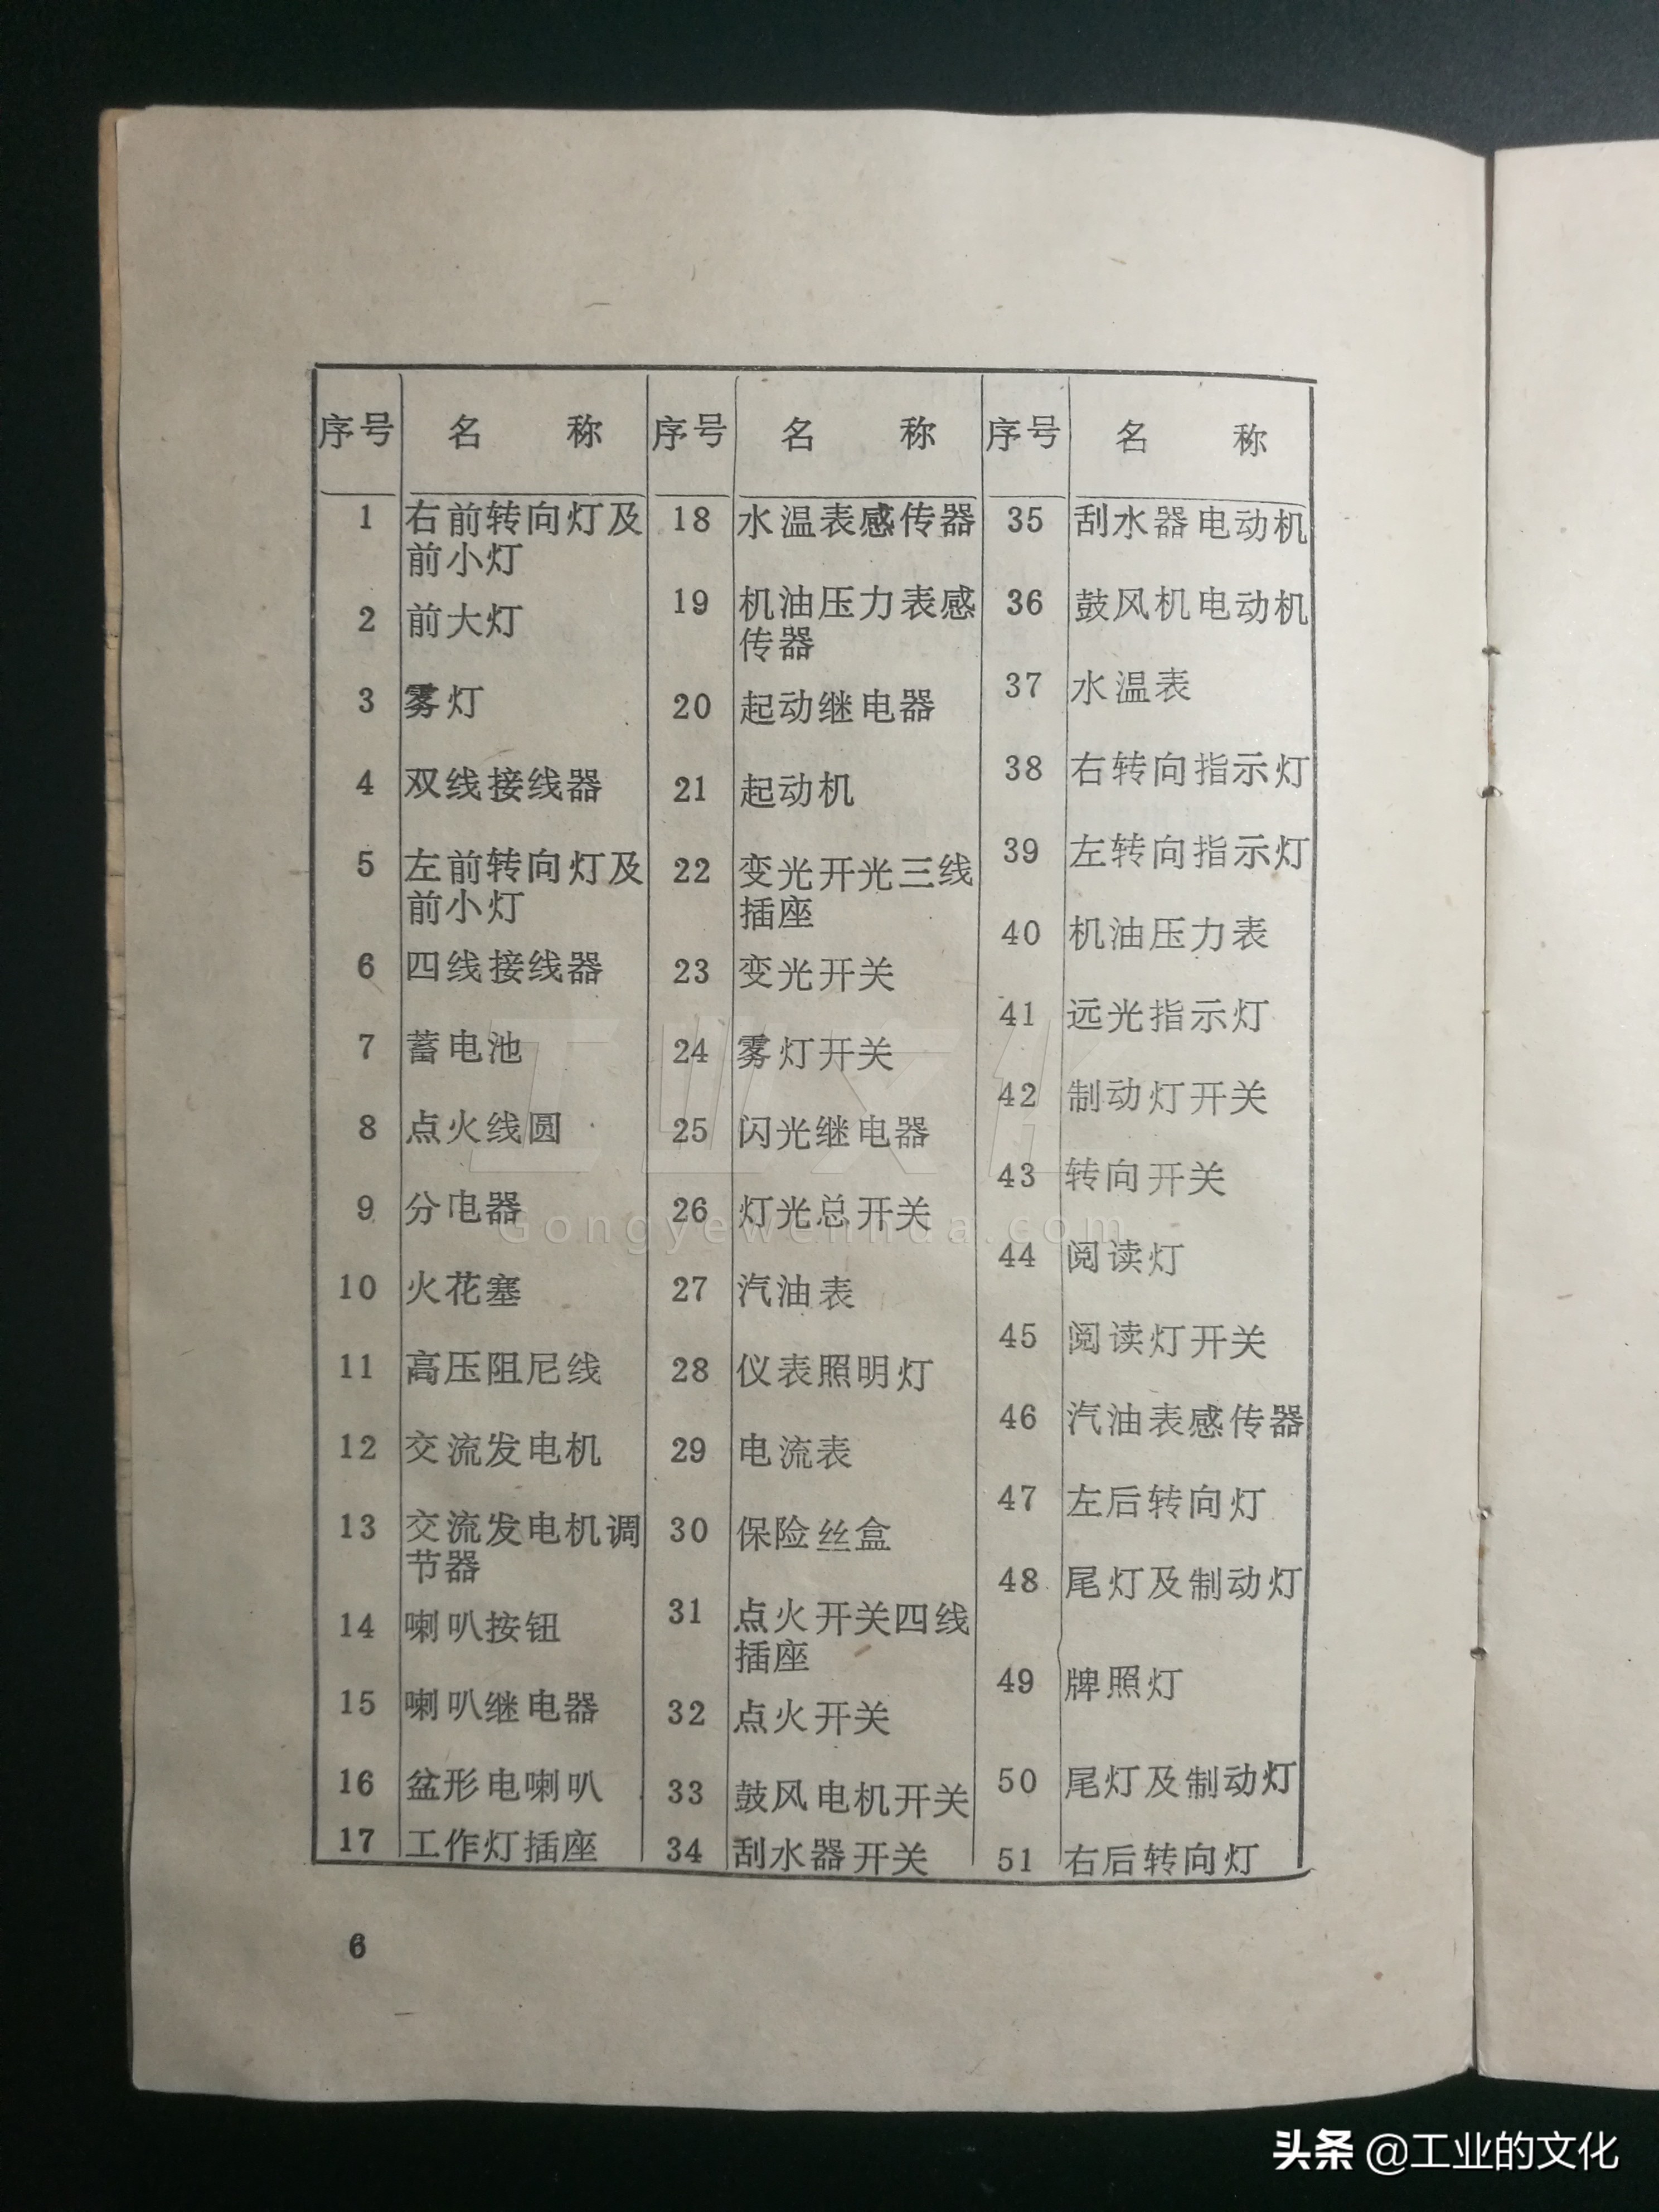 序号 名 称 序号 名 称 序号 名 称
1 右前转向灯及
前小灯
2 前大灯
3 雾灯
4 双线接线器
5 左前转向灯及
前小灯
6 四线接线器
7 蓄电池
8 点火线圆
9 分电器
10 火花塞
11 高压阻尼线
12 交流发电机
13 交流发电机调
节器
14 喇叭按钮
15 喇叭继电器
16 盆形电喇叭
17 工作灯插座
18 水温表感传器
19 机油压力表感
传器
20 起动继电器
21 起动机
22 变光开光三线
插座
23 变光开关
24 雾灯开关
25 闪光继电器
26 灯光总开关
27 汽油表
28 仪表照明灯
29 电流表
30 保险丝盒
31 点火开关四线
插座
32 点火开关
33 鼓风电机开关
34 刮水器开关
35 刮水器电动机
36 鼓风机电动机
37 水温表
38 右转向指示灯
39 左转向指示灯
40 机油压力表
41 远光指示灯
42 制动灯开关
43 转向开关
44 阅读灯
45 阅读灯开关
46 汽油表感传器
47 左后转向灯
48 尾灯及制动灯
49 牌照灯
50 尾灯及制动灯
51 右后转向灯
6
工业文化
Gongyewenhua.com
头条 @工业的文化